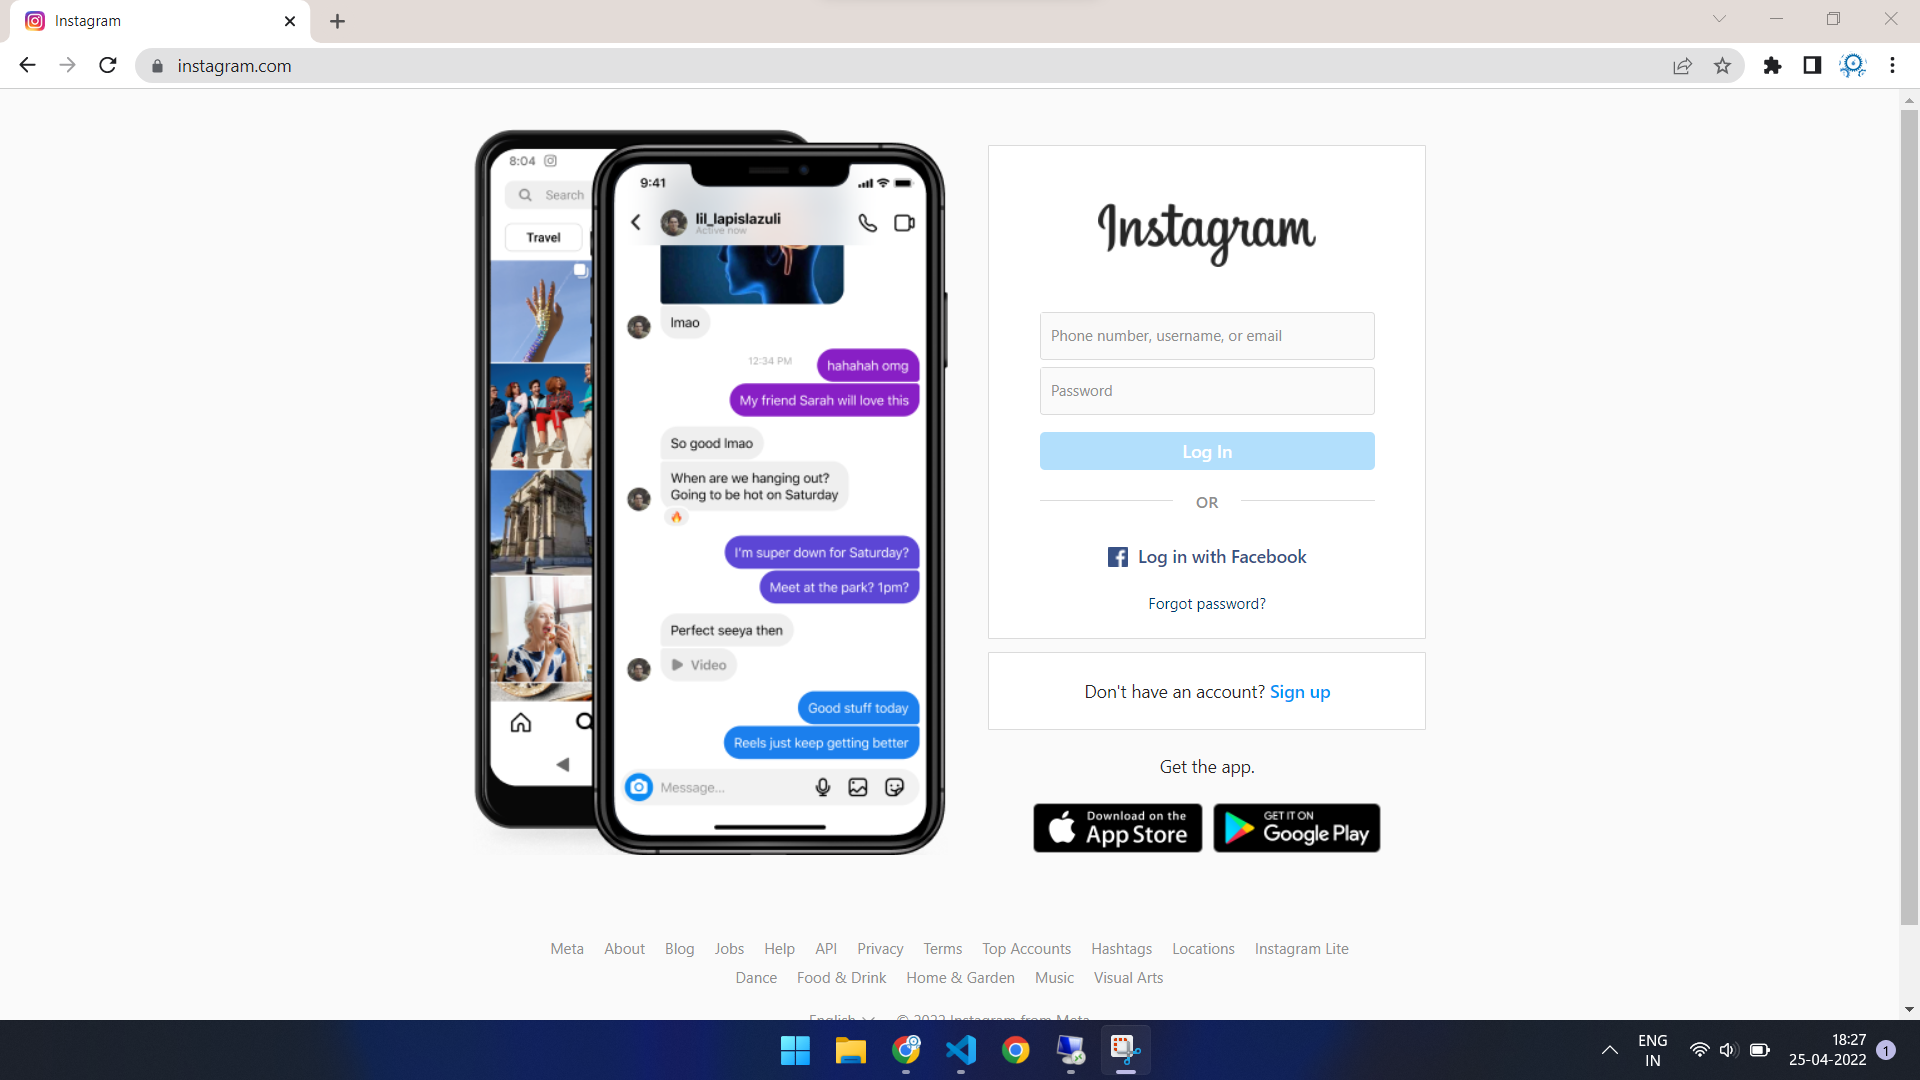 Instagram
instagram.com
8:04
Search
Travel
9:41
lil_lapislazuli
Active now
lmao
12:34 PM
hahahah omg
My friend Sarah will love this
So good lmao
When are we hanging out?
Going to be hot on Saturday
I'm super down for Saturday?
Meet at the park? 1pm?
Perfect seeya then
Video
Good stuff today
Reels just keep getting better
Message...
Instagram
Phone number, username, or email
Password
Log In
OR
Log in with Facebook
Forgot password?
Don't have an account? Sign up
Get the app.
Download on the
App Store
GET IT ON
Google Play
Meta About Blog Jobs Help API Privacy Terms Top Accounts Hashtags Locations Instagram Lite
Dance Food & Drink Home & Garden Music Visual Arts
English © 2022 Instagram from Meta
ENG
IN
18:27
25-04-2022
1